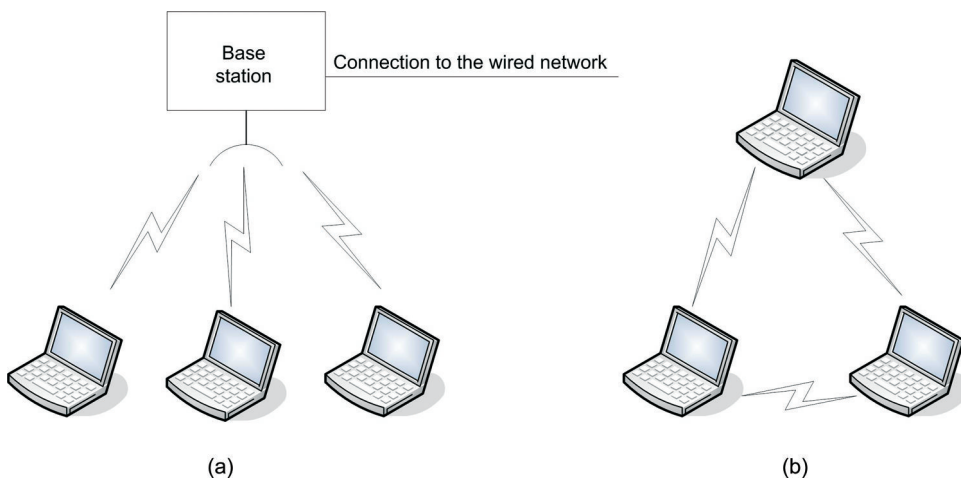 Base
station
Connection to the wired network
(a)
(b)